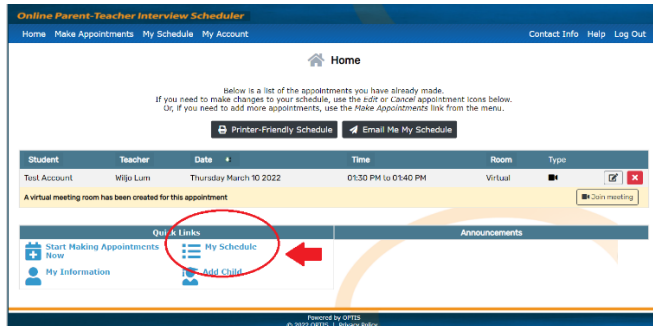 Online Parent-Teacher Interview Scheduler
Home Make Appointments My Schedule My Account Contact Info Help Log Out
Home
Below is a list of the appointments you have already made.
If you need to make changes to your schedule, use the edit or Cancel appointment icons below.
Or, if you need to add more appointments, use the Make Appointments link from the menu.
Printer-Friendly Schedule Email Me My Schedule
Student Teacher Date Time Room Type
Test Account Wiljo Lum Thursday March 10 2022 01:30 PM to 01:40 PM Virtual
A virtual meeting room has been created for this appointment Join meeting
Quick Links Announcements
Start Making Appointments Now
My Schedule
My Information
Add Child
Powered by OPTIS
© 2022 OPTIS | Privacy Policy